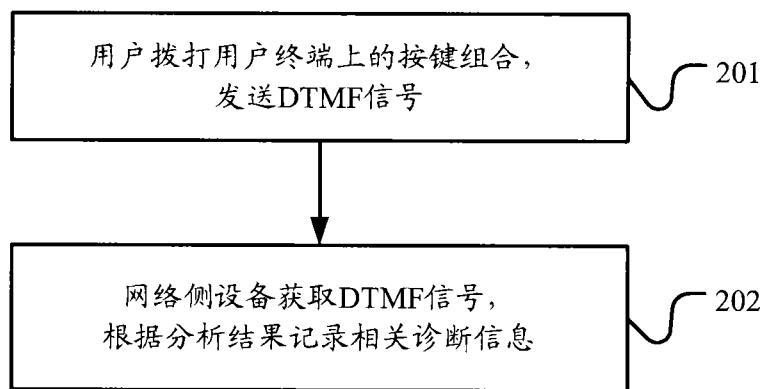 用户拨打用户终端上的按键组合，
发送DTMF信号
201
网络侧设备获取DTMF信号，
根据分析结果记录相关诊断信息
202